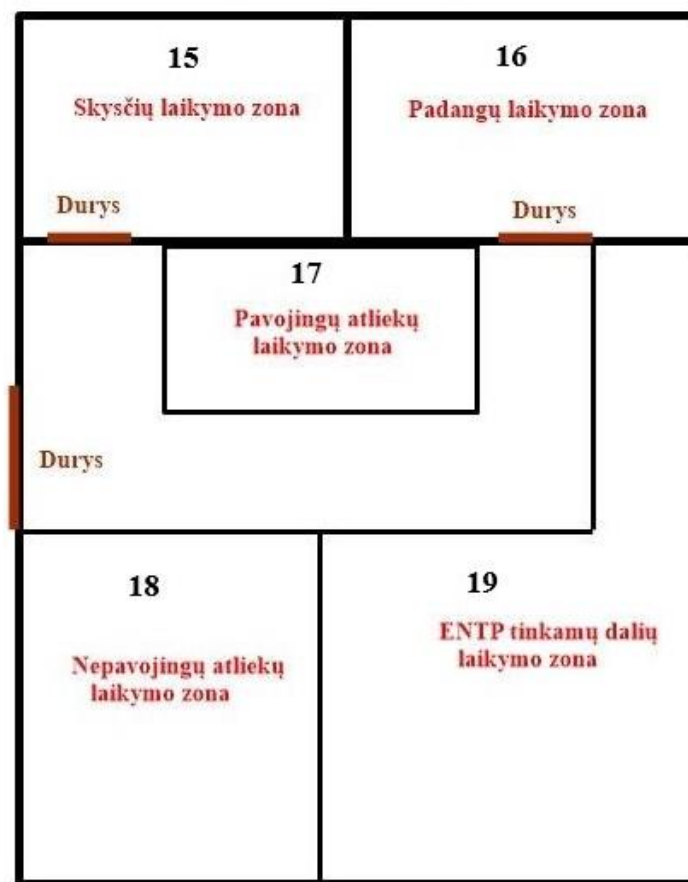 15
Skysčių laikymo zona
Durys
16
Padangų laikymo zona
Durys
17
Pavojingų atliekų
laikymo zona
Durys
18
Nepavojingų atliekų
laikymo zona
19
ENTP tinkamų dalių
laikymo zona